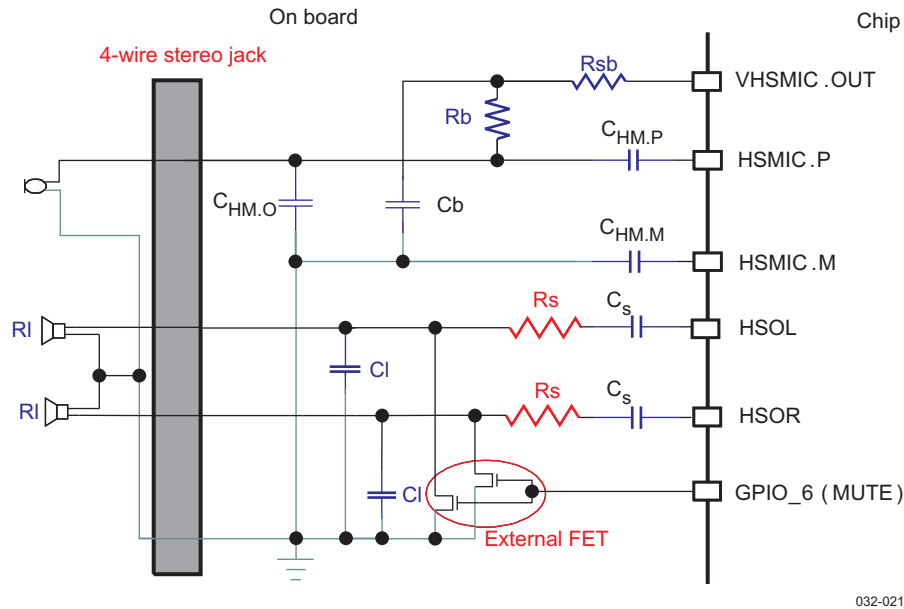 On board
Chip
4-wire stereo jack
Rsb
VHSMIC .OUT
Rb
CHM.P
HSMIC .P
CHM.O
Cb
CHM.M
HSMIC .M
Rs
Cs
HSOL
Rl
Cl
Rs
Cs
HSOR
Rl
Cl
GPIO_6 ( MUTE)
External FET
032-021